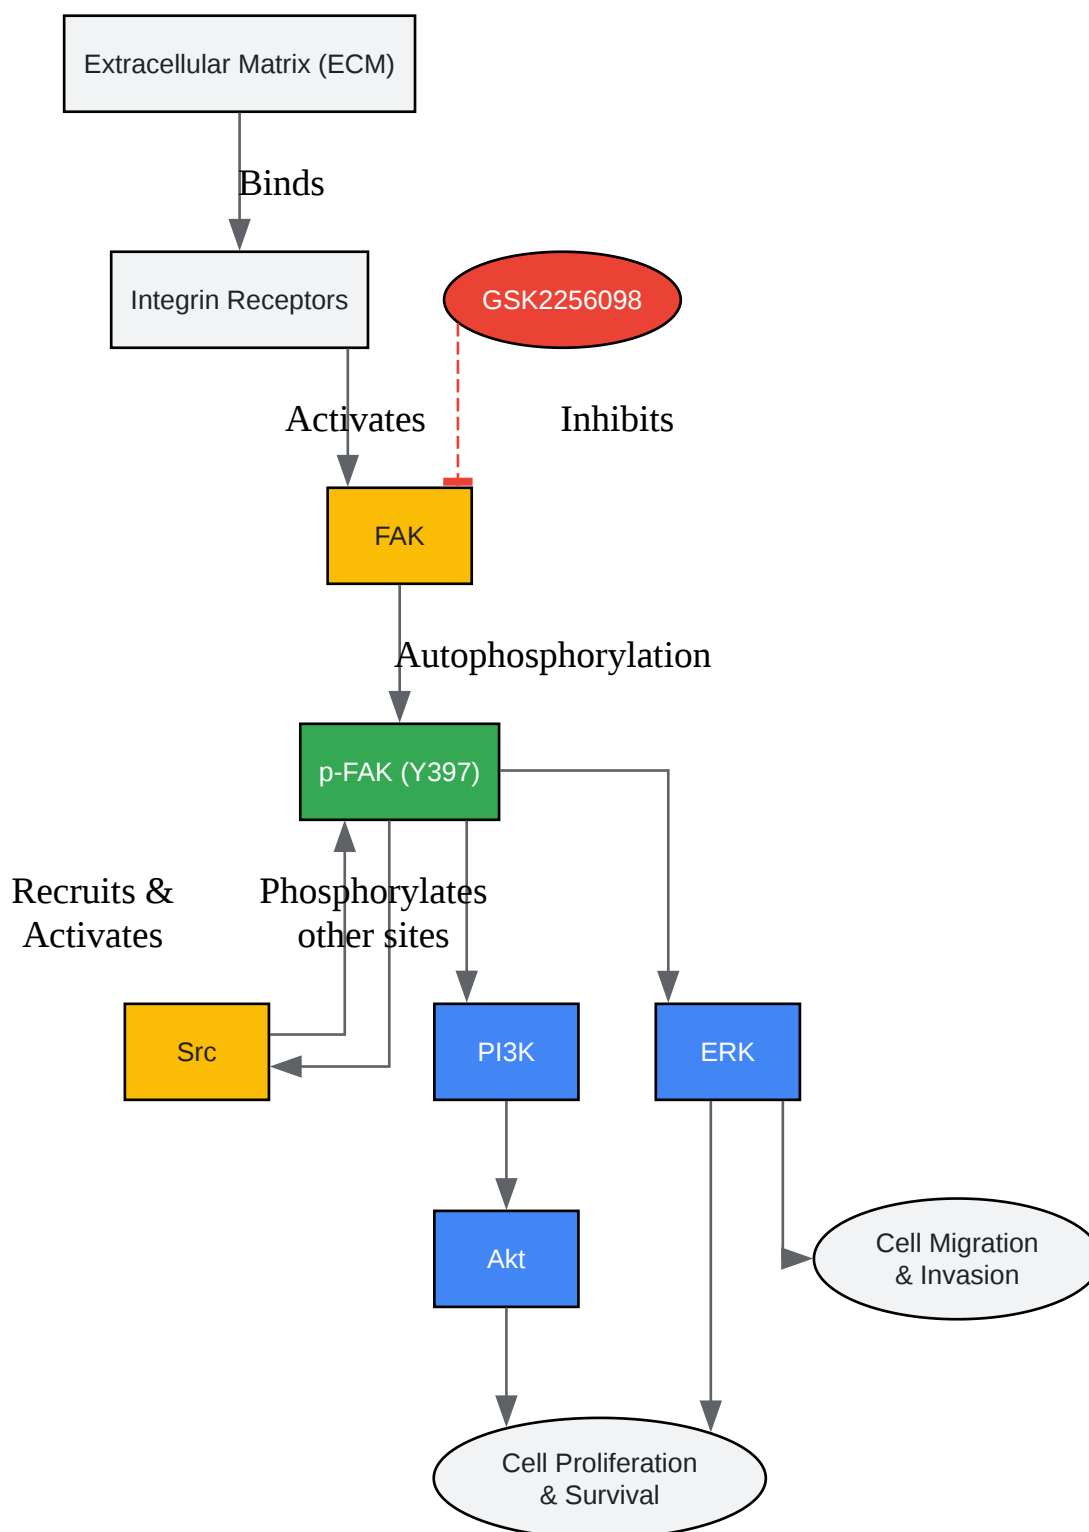 Extracellular Matrix (ECM)
Binds
Integrin Receptors
GSK2256098
Activates
Inhibits
FAK
Autophosphorylation
p-FAK (Y397)
Recruits &
Activates
Phosphorylates
other sites
Src
PI3K
ERK
Akt
Cell Migration
& Invasion
Cell Proliferation
& Survival